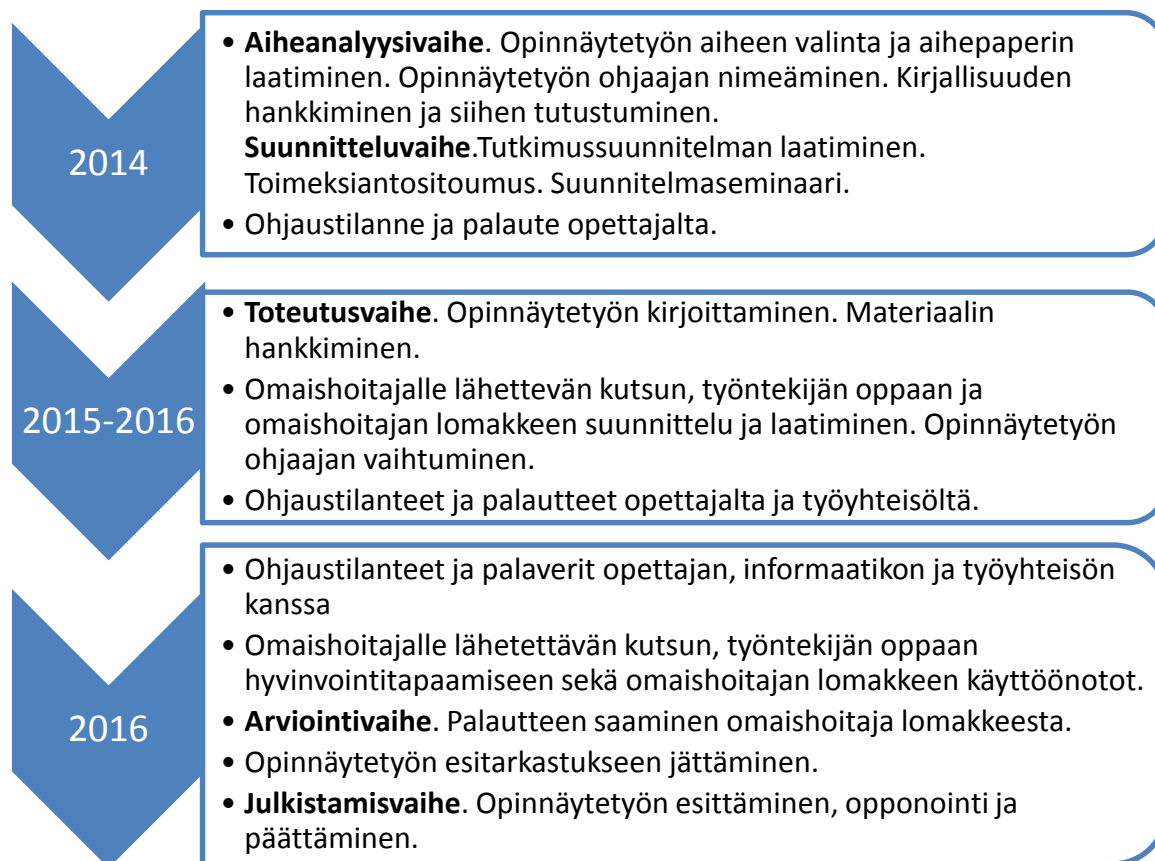 2014
• Aiheanalyysivaihe. Opinnäytetyön aiheen valinta ja aihepaperin
laatiminen. Opinnäytetyön ohjaajan nimeäminen. Kirjallisuuden
hankkiminen ja siihen tutustuminen.
Suunnitteluvaihe.Tutkimussuunnitelman laatiminen.
Toimeksiantositoumus. Suunnitelmaseminaari.
• Ohjaustilanne ja palaute opettajalta.
2015-2016
• Toteutusvaihe. Opinnäytetyön kirjoittaminen. Materiaalin
hankkiminen.
• Omaishoitajalle lähettevän kutsun, työntekijän oppaan ja
omaishoitajan lomakkeen suunnittelu ja laatiminen. Opinnäytetyön
ohjaajan vaihtuminen.
• Ohjaustilanteet ja palautteet opettajalta ja työyhteisöltä.
2016
• Ohjaustilanteet ja palaverit opettajan, informaatikon ja työyhteisön
kanssa
• Omaishoitajalle lähetettävän kutsun, työntekijän oppaan
hyvinvointitapaamiseen sekä omaishoitajan lomakkeen käyttöönotot.
• Arviointivaihe. Palautteen saaminen omaishoitaja lomakkeesta.
• Opinnäytetyön esitarkastukseen jättäminen.
• Julkistamisvaihe. Opinnäytetyön esittäminen, opponointi ja
päättäminen.